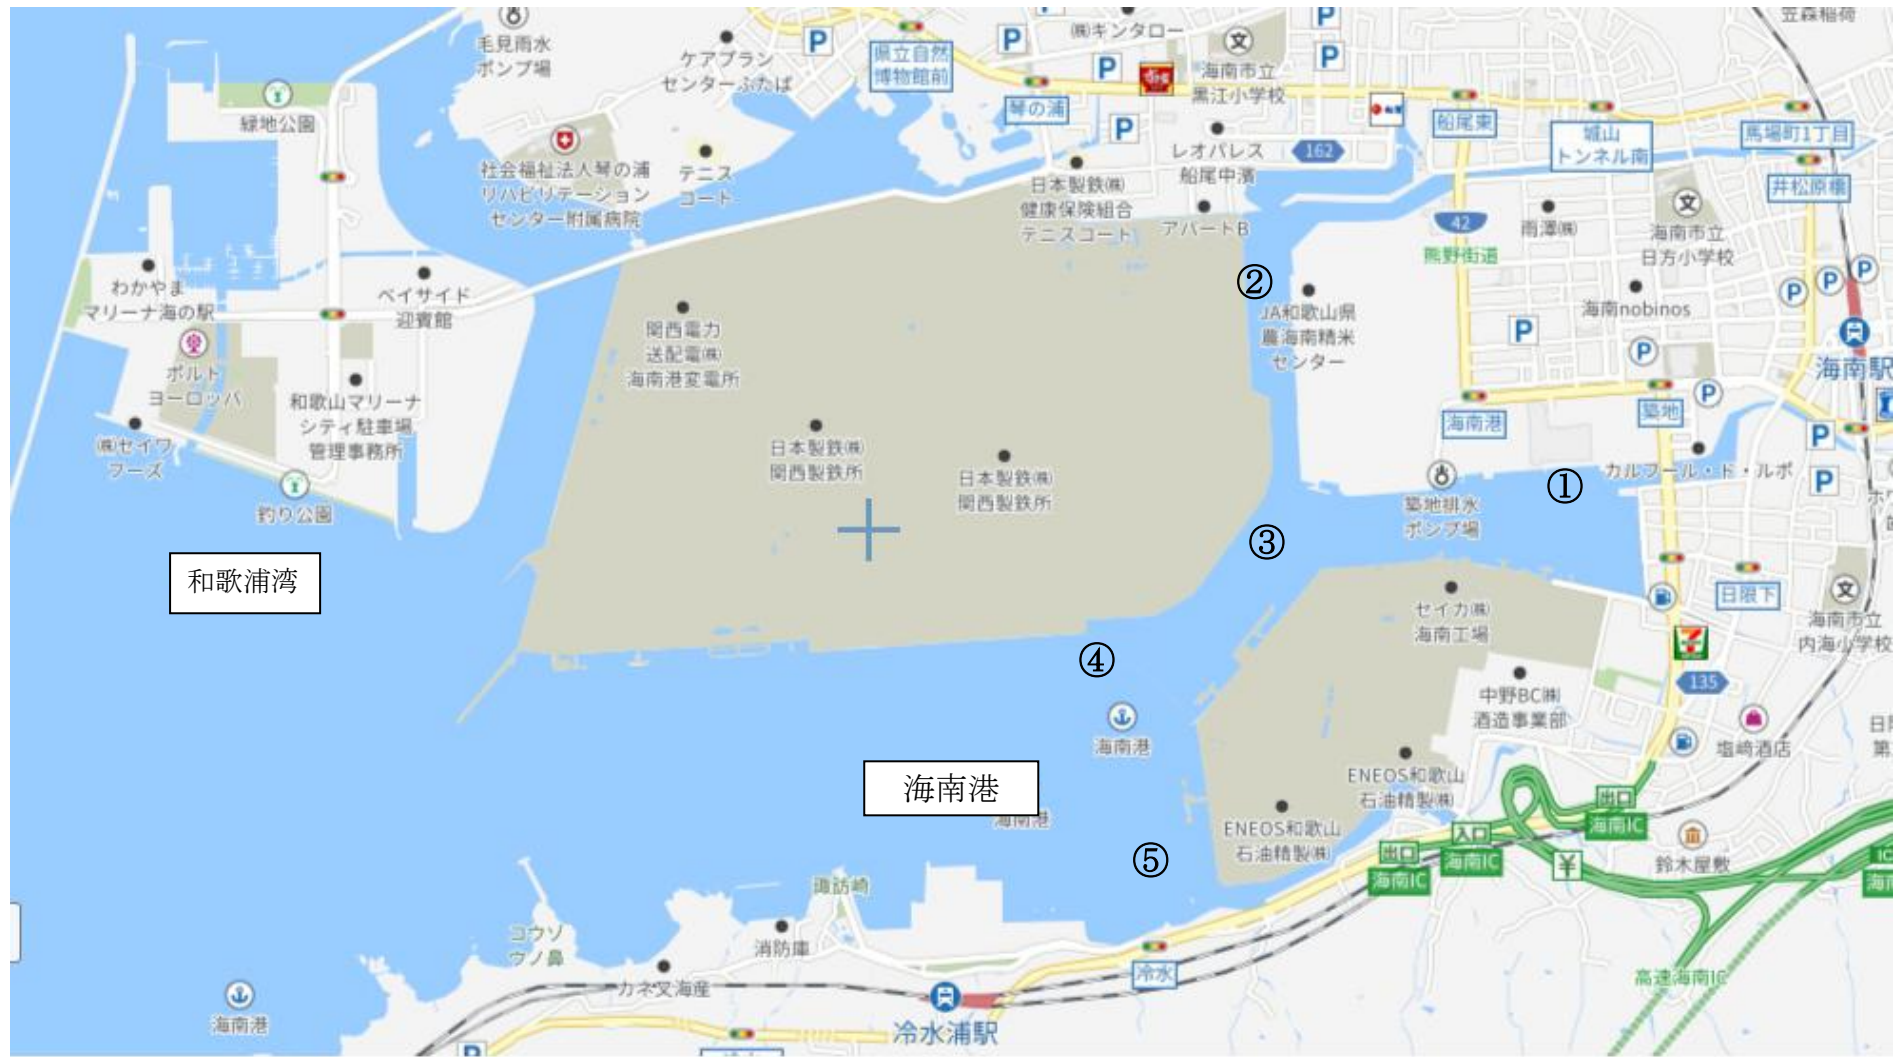 毛見雨水
ポンプ場
ケアプラン
センターふたば
P
県立自然
博物館前
P
㈱キンタロー
P
すき家
海南市立
黒江小学校
P
P
笠森稲荷
緑地公園
琴の浦
P
船尾東
城山
トンネル南
馬場町1丁目
社会福祉法人琴の浦
リハビリテーション
センター附属病院
テニス
コート
日本製鉄㈱
健康保険組合
テニスコート
レオパレス
船尾中濱
162
アパートB
井松原橋
42
熊野街道
雨澤㈱
海南市立
日方小学校
わかやま
マリーナ海の駅
ベイサイド
迎賓館
関西電力
送配電㈱
海南港変電所
②
JA和歌山県
農海南精米
センター
海南nobinos
P
P
P
P
P
海南駅
ポルト
ヨーロッパ
和歌山マリーナ
シティ駐車場
管理事務所
㈱セイワ
フーズ
釣り公園
日本製鉄㈱
関西製鉄所
日本製鉄㈱
関西製鉄所
海南港
築地
P
カルフール・ド・ルポ
P
①
築地排水
ポンプ場
③
和歌浦湾
セイカ㈱
海南工場
日限下
海南市立
内海小学校
④
135
中野BC㈱
酒造事業部
塩﨑酒店
海南港
海南港
海南港
ENEOS和歌山
石油精製㈱
ENEOS和歌山
石油精製㈱
出口
海南IC
入口
海南IC
出口
海南IC
¥
鈴木屋敷
⑤
諏訪崎
コウゾ
ウノ鼻
消防庫
カネ又海産
冷水
高速海南IC
海南港
冷水浦駅
P